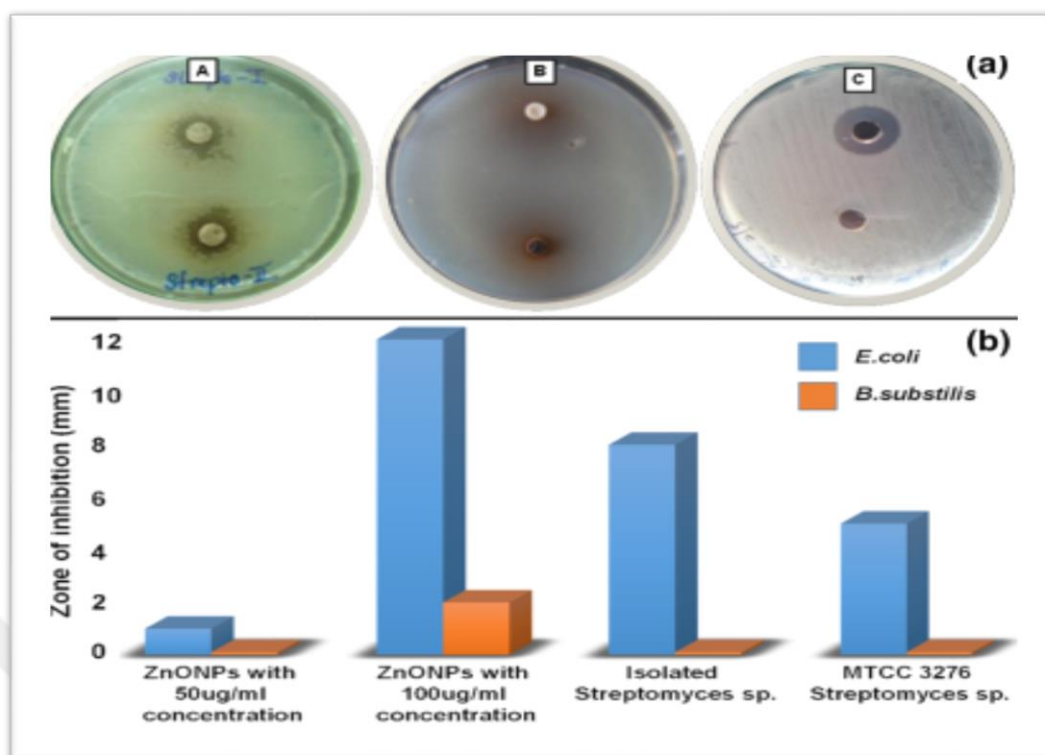 A
B
C
(a)
Strepto-I
Strepto-II
(b)
E.coli
B.substilis
Zone of inhibition (mm)
12
10
8
6
4
2
0
ZnONPs with
50ug/ml
concentration
ZnONPs with
100ug/ml
concentration
Isolated
Streptomyces sp.
MTCC 3276
Streptomyces sp.